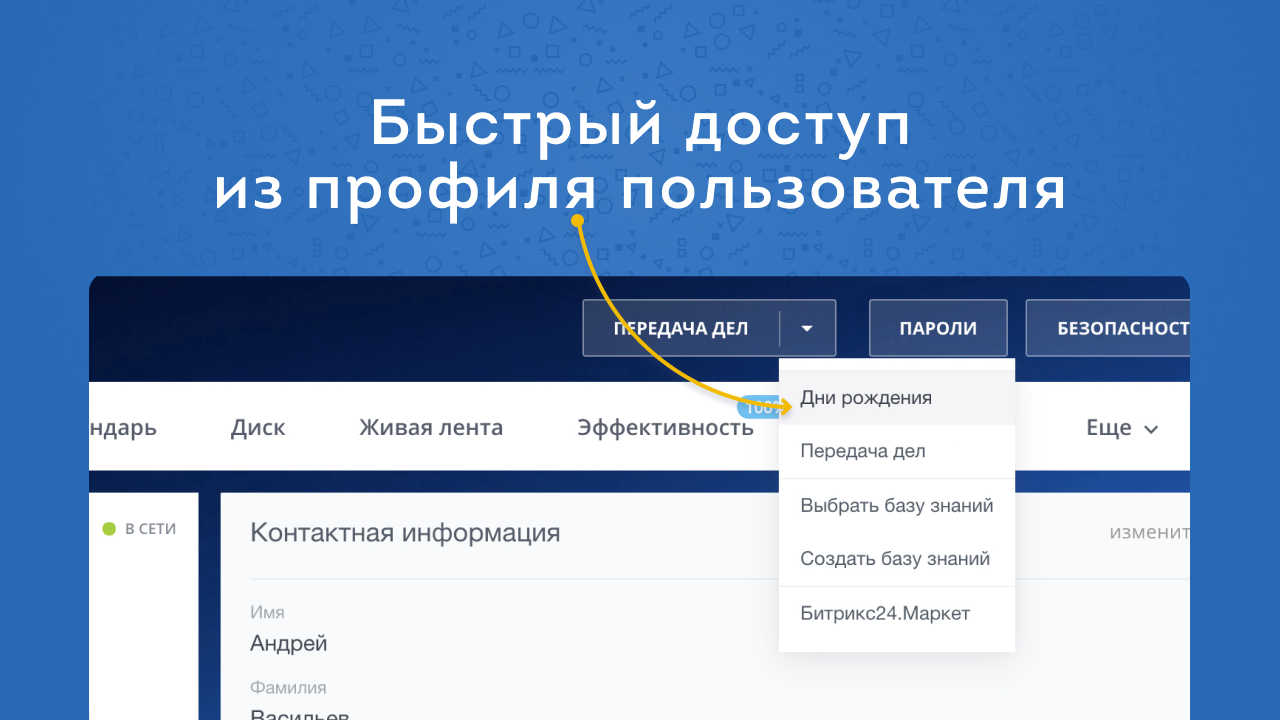 Быстрый доступ
из профиля пользователя
ПЕРЕДАЧА ДЕЛ
ПАРОЛИ
БЕЗОПАСНОСТ
ндарь
Диск
Живая лента
Эффективность
100%
Еще
Дни рождения
Передача дел
Выбрать базу знаний
Создать базу знаний
Битрикс24.Маркет
В СЕТИ
Контактная информация
изменит
Имя
Андрей
Фамилия
Васильев